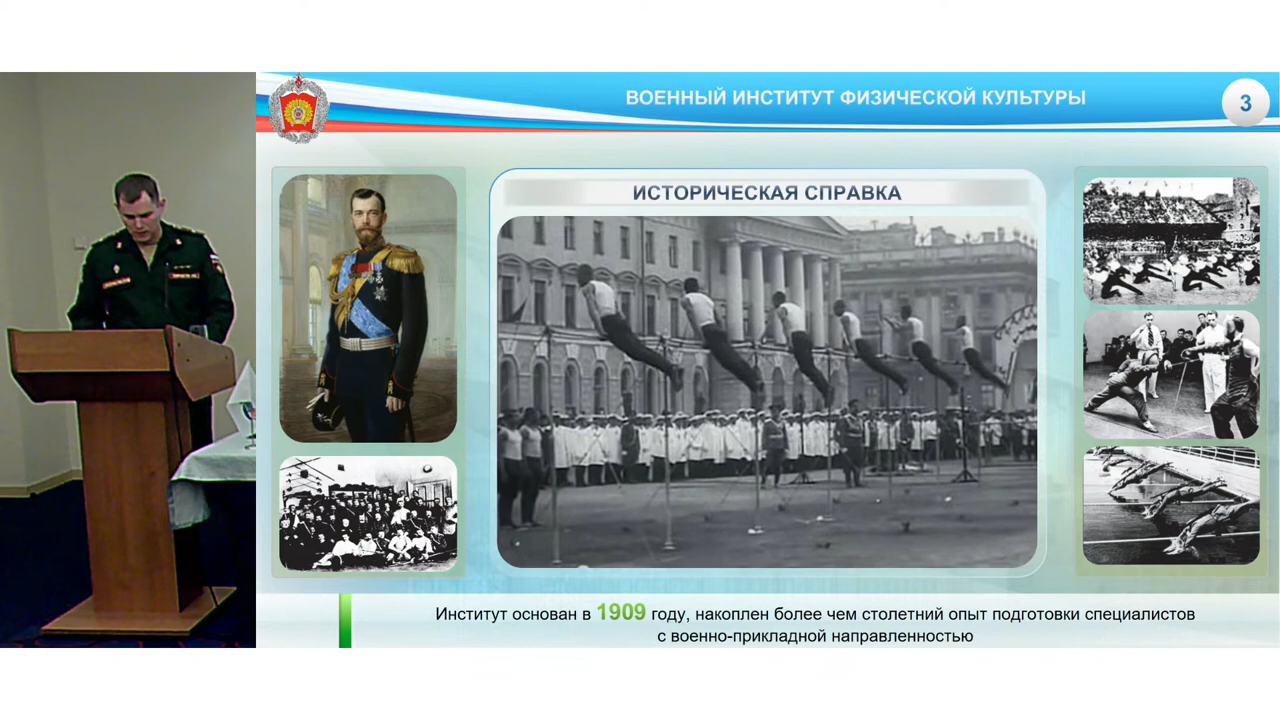 ВОЕННЫЙ ИНСТИТУТ ФИЗИЧЕСКОЙ КУЛЬТУРЫ
3
ИСТОРИЧЕСКАЯ СПРАВКА
Институт основан в 1909 году, накоплен более чем столетний опыт подготовки специалистов
с военно-прикладной направленностью